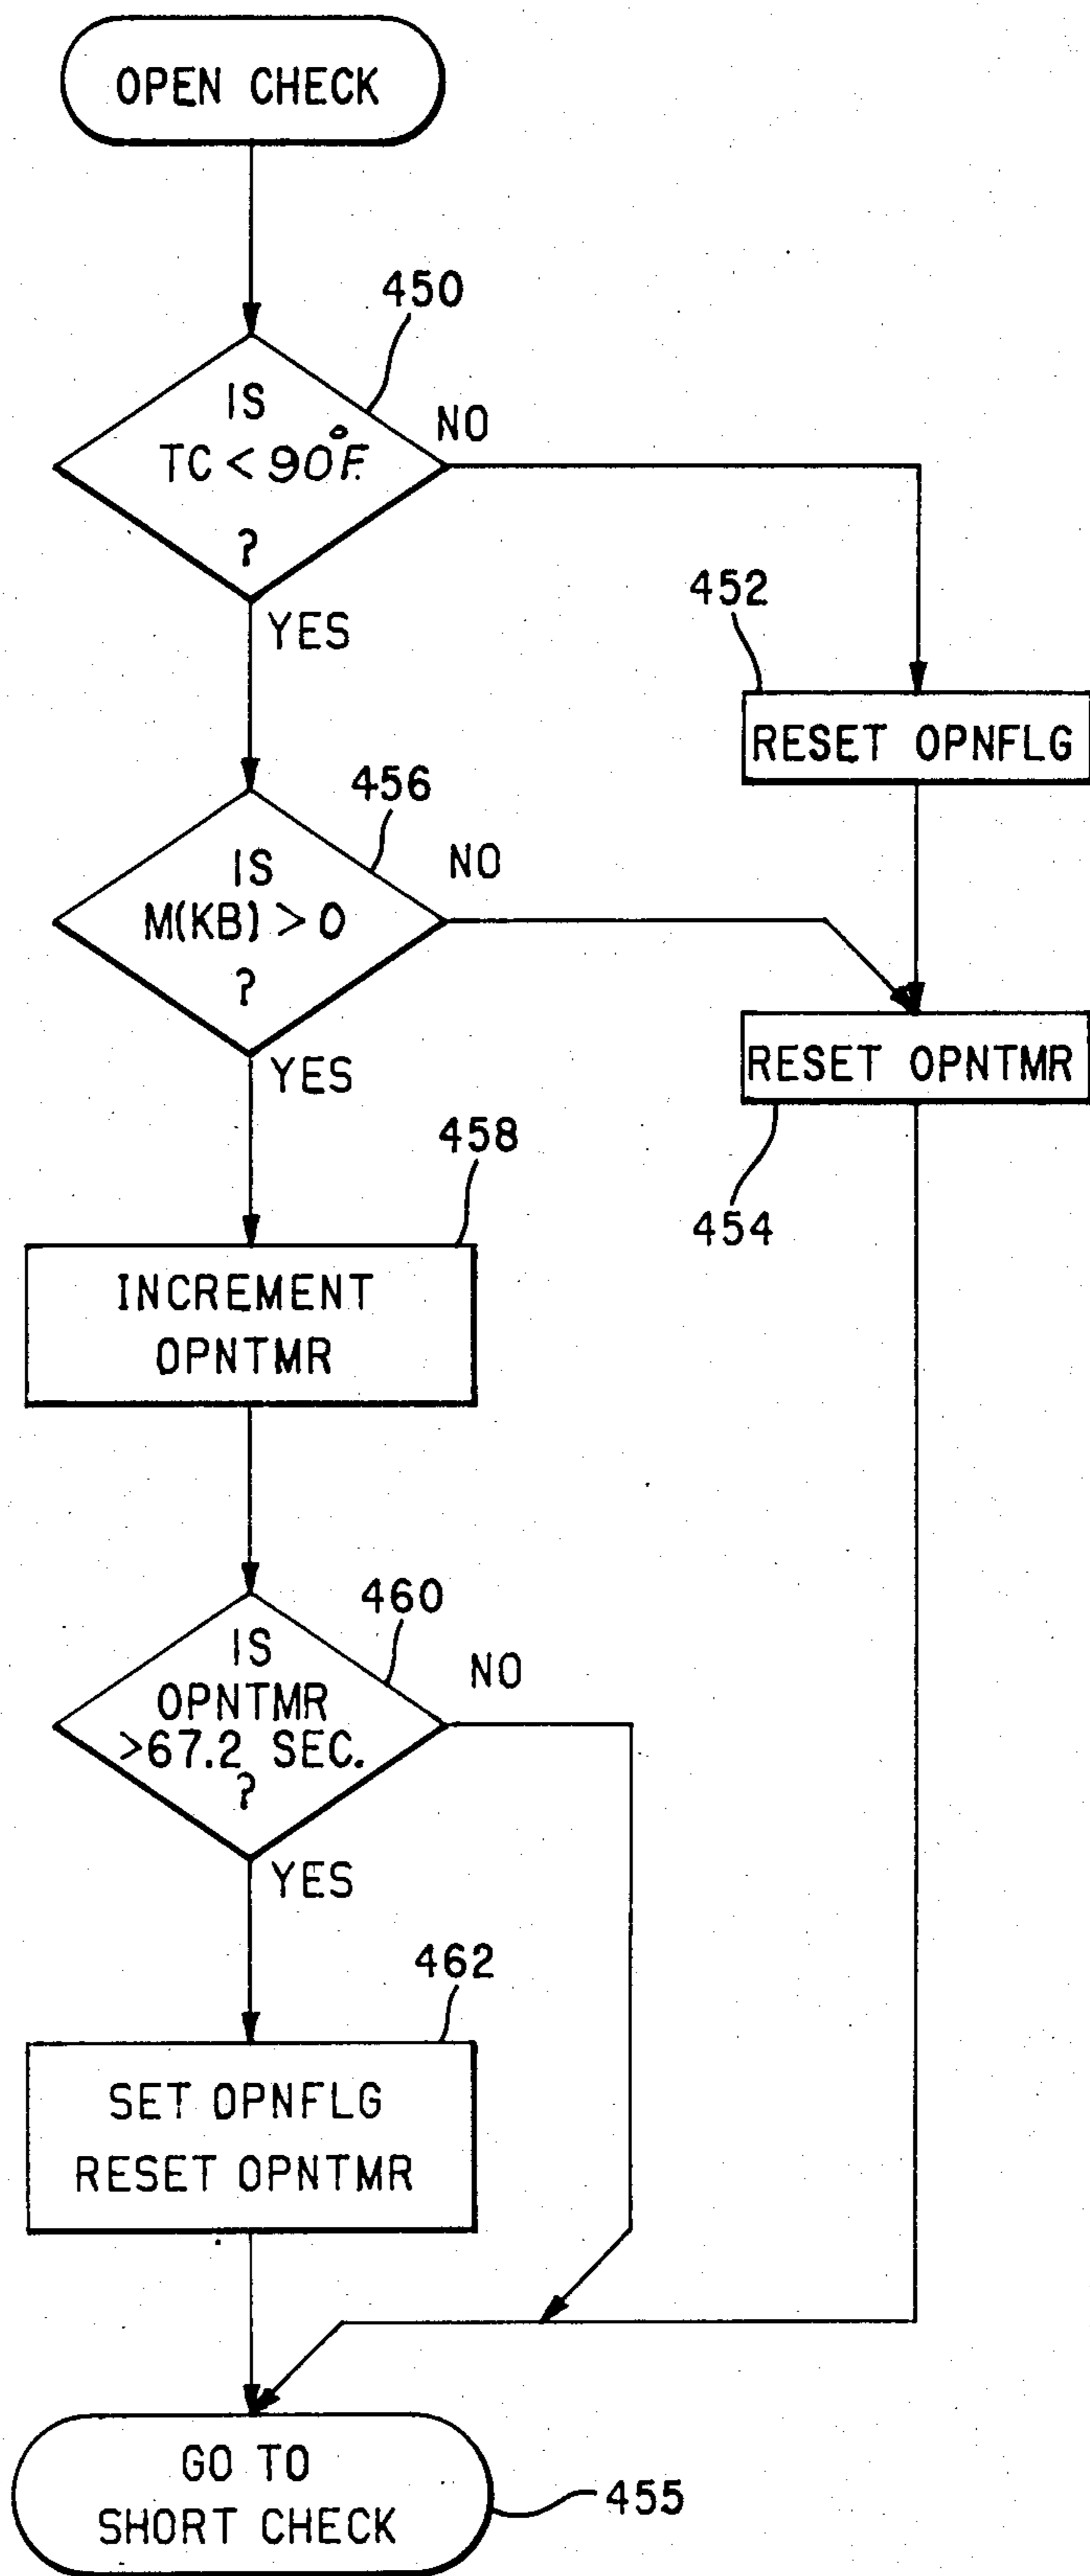 OPEN CHECK
450
IS
TC < 90°F.
?
NO
YES
452
RESET OPNFLG
456
IS
M(KB) > 0
?
NO
YES
RESET OPNTMR
454
458
INCREMENT
OPNTMR
460
IS
OPNTMR
>67.2 SEC.
?
NO
YES
462
SET OPNFLG
RESET OPNTMR
GO TO
SHORT CHECK
455